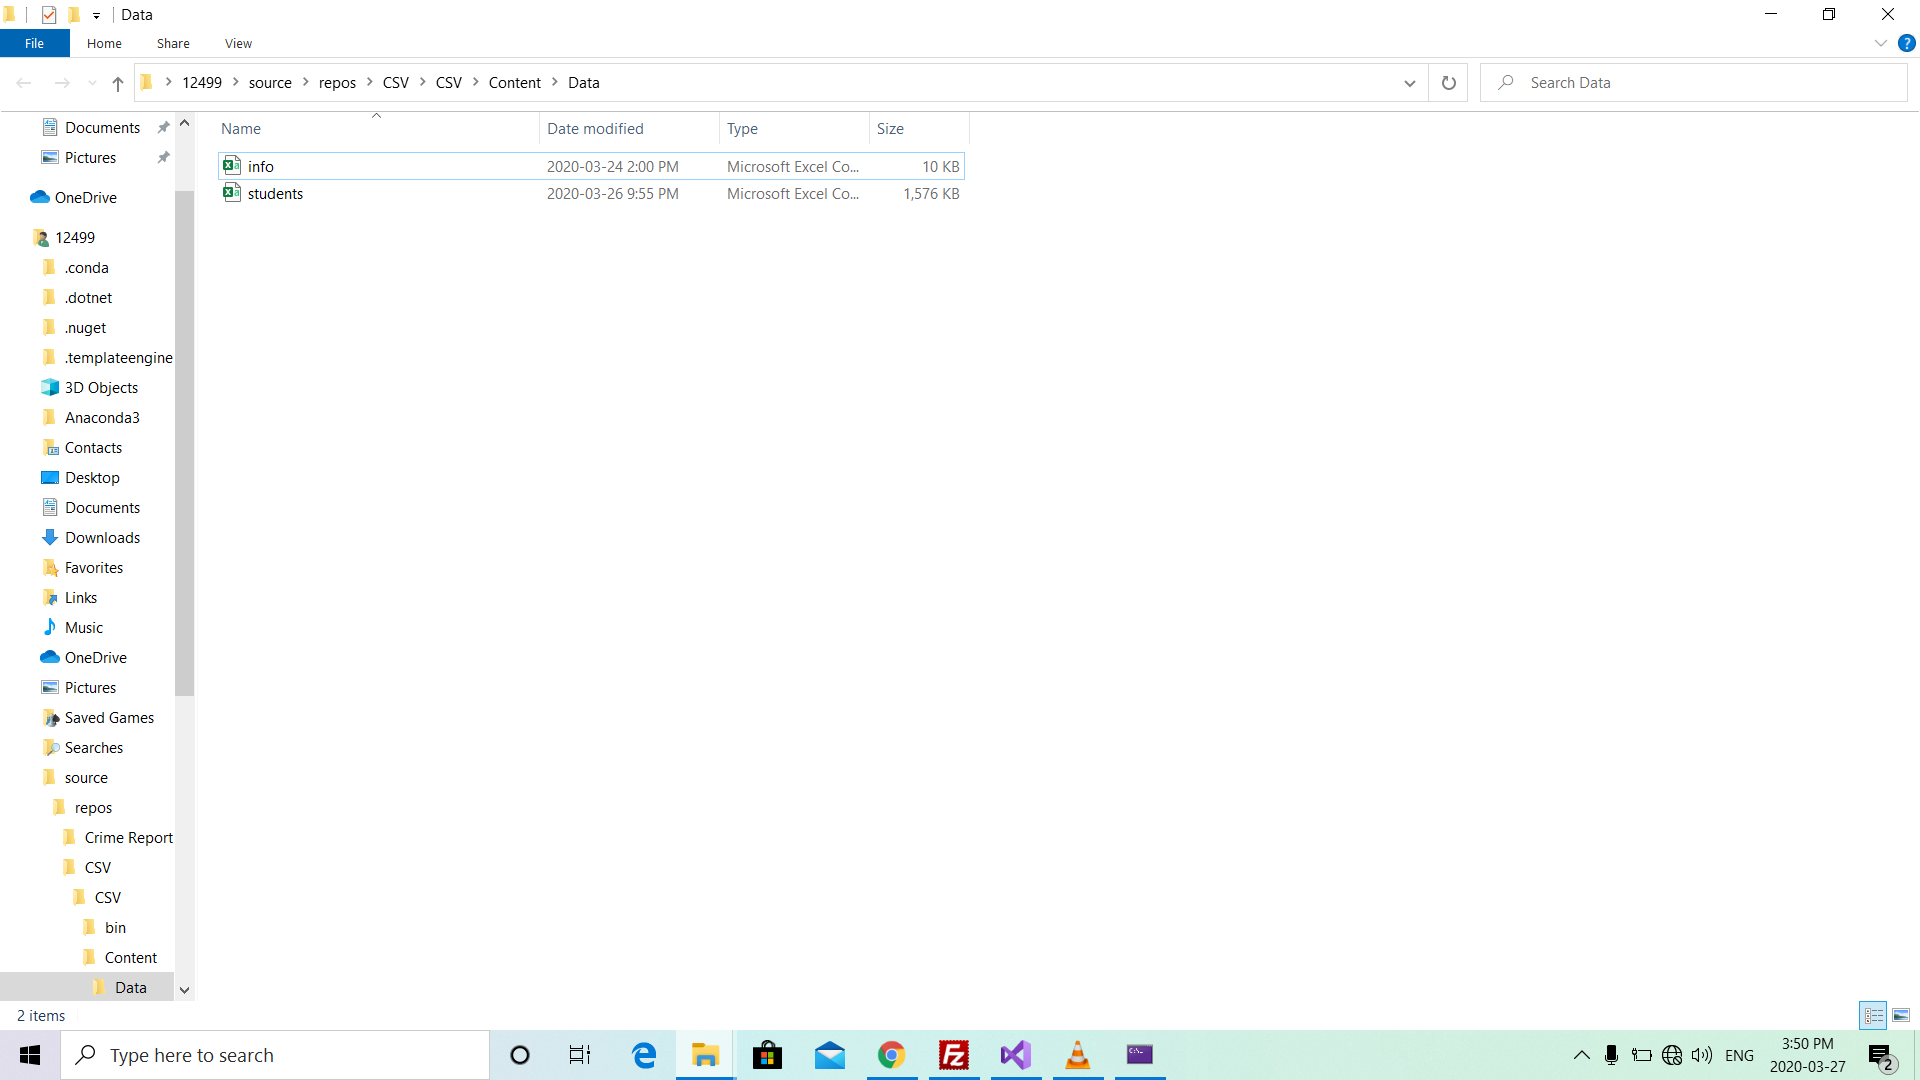 Data
File Home Share View
12499 source repos CSV CSV Content Data
Search Data
Name Date modified Type Size
info 2020-03-24 2:00 PM Microsoft Excel Co... 10 KB
students 2020-03-26 9:55 PM Microsoft Excel Co... 1,576 KB
Documents
Pictures
OneDrive
12499
.conda
.dotnet
.nuget
.templateengine
3D Objects
Anaconda3
Contacts
Desktop
Documents
Downloads
Favorites
Links
Music
OneDrive
Pictures
Saved Games
Searches
source
repos
Crime Report
CSV
CSV
bin
Content
Data
2 items
Type here to search
ENG
3:50 PM
2020-03-27
2